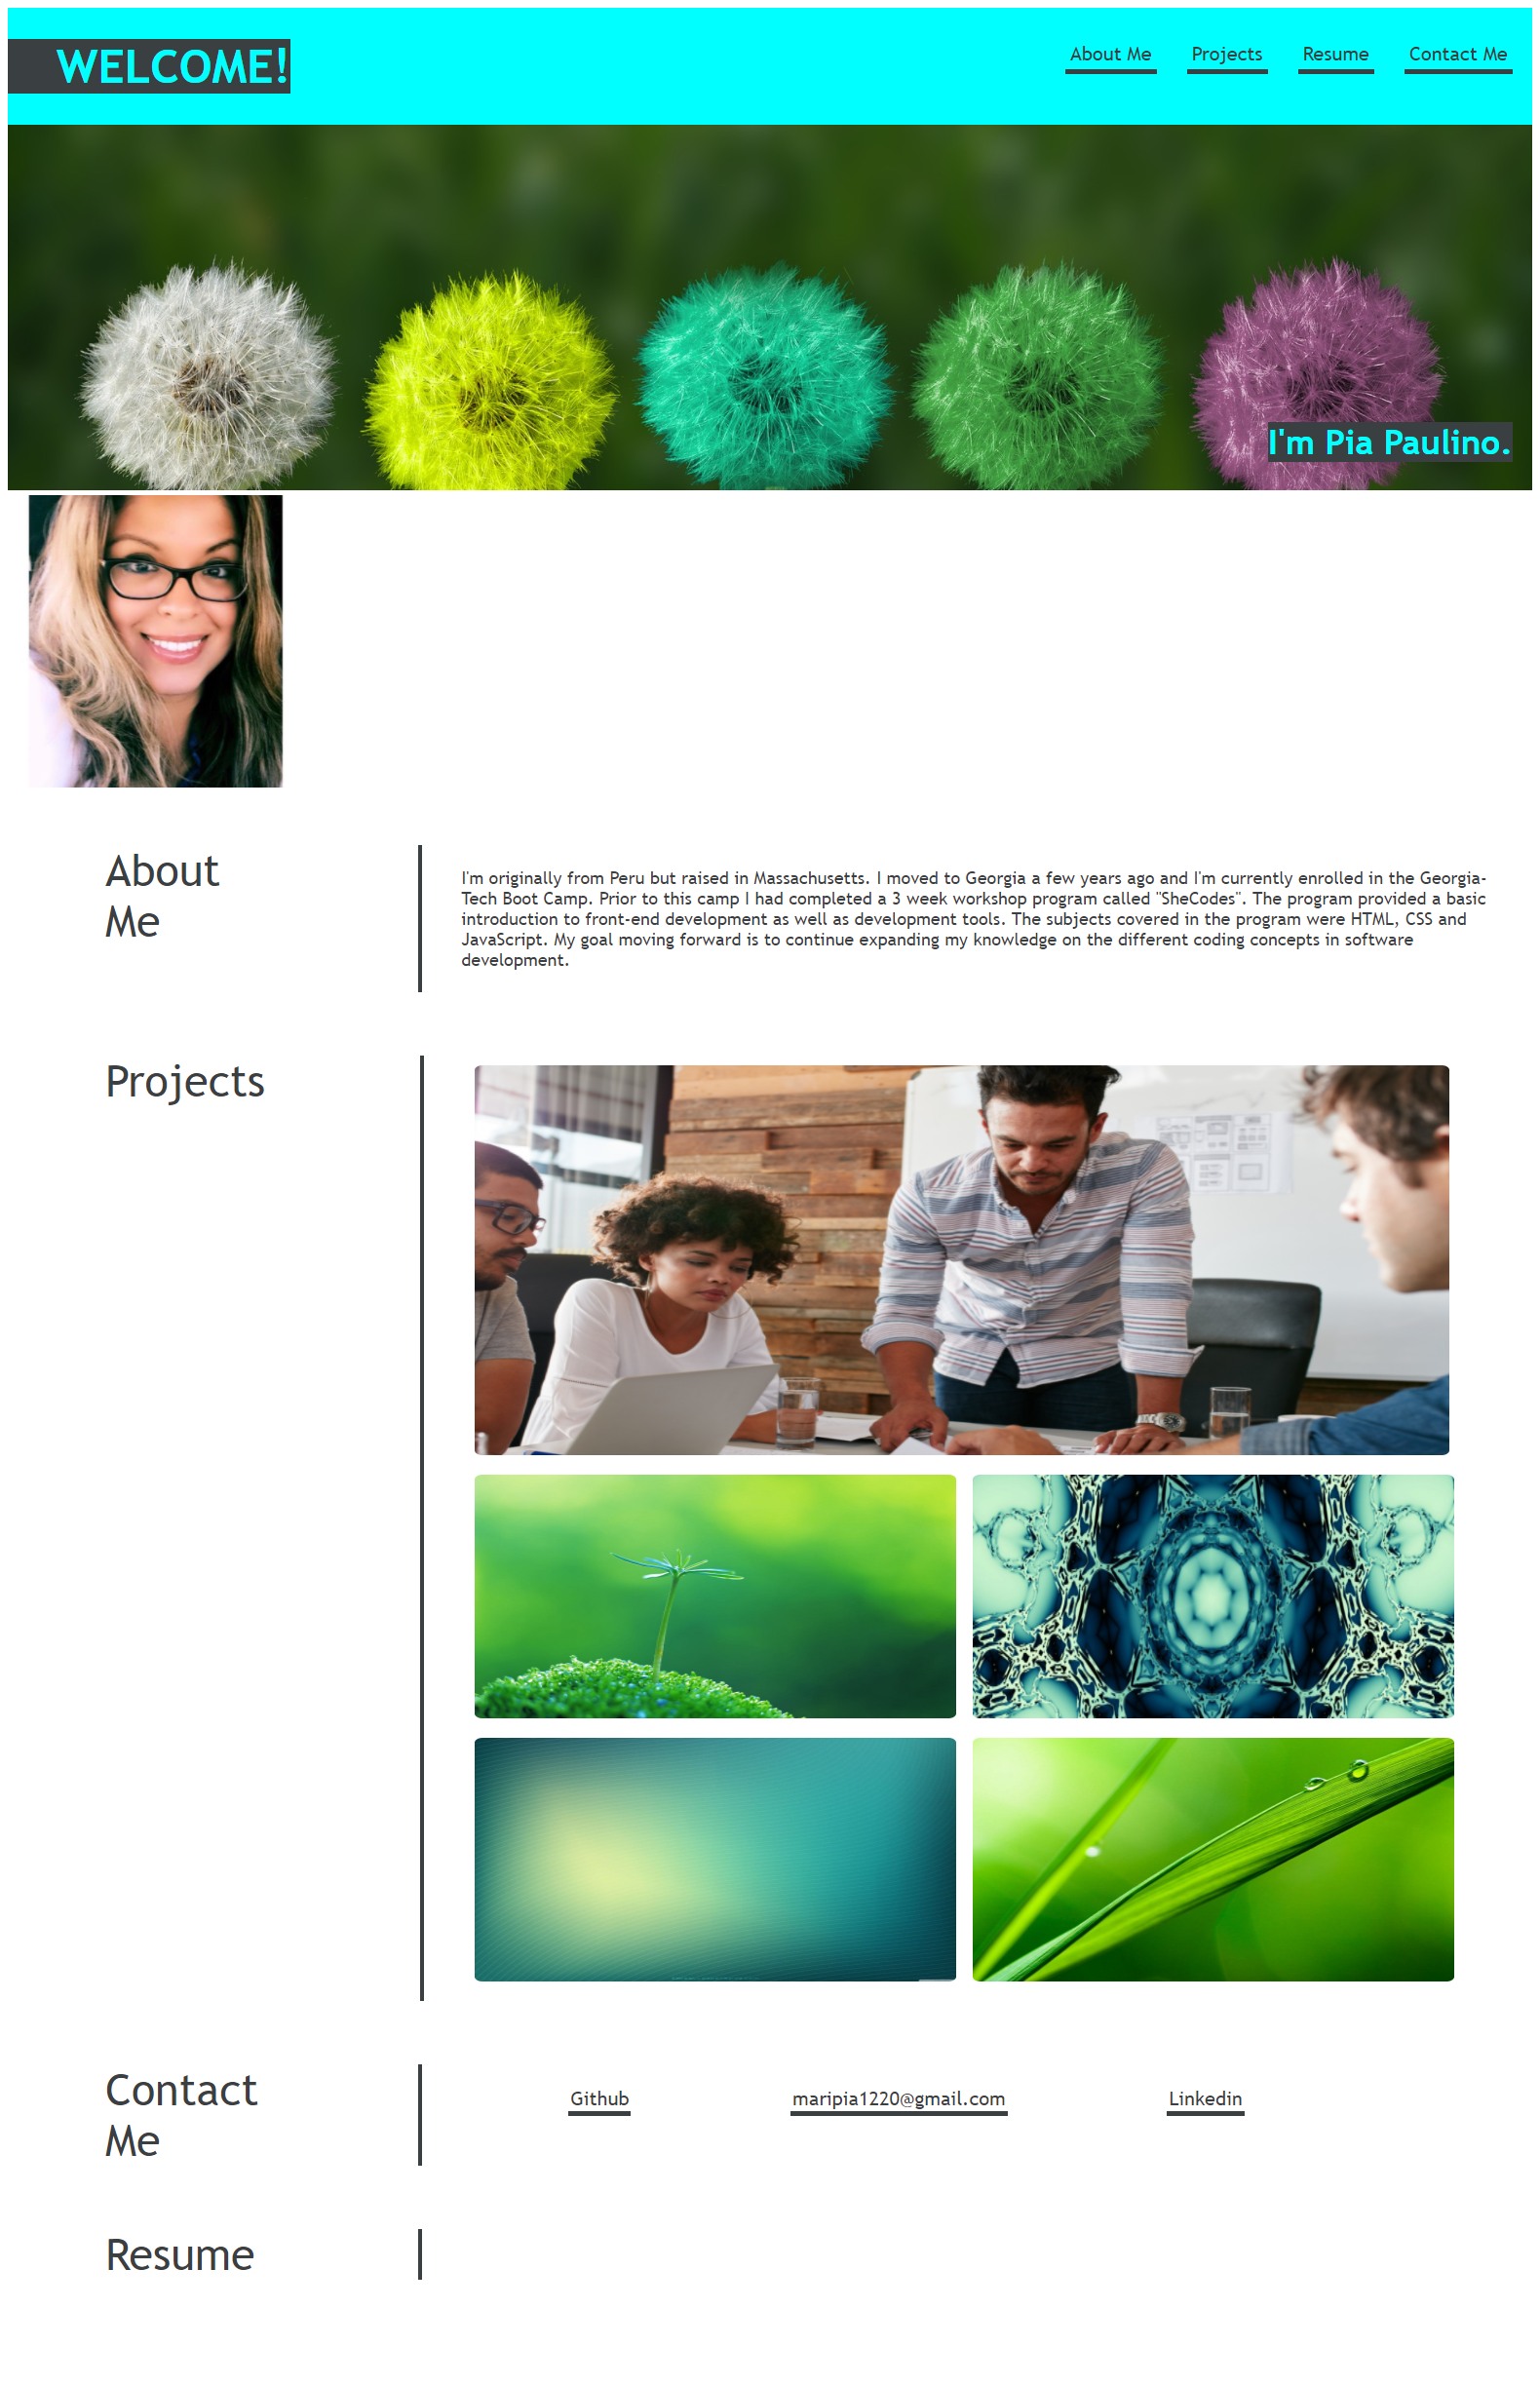 WELCOME!
About Me Projects Resume Contact Me
I'm Pia Paulino.
About
Me
I'm originally from Peru but raised in Massachusetts. I moved to Georgia a few years ago and I'm currently enrolled in the Georgia-
Tech Boot Camp. Prior to this camp I had completed a 3 week workshop program called "SheCodes". The program provided a basic
introduction to front-end development as well as development tools. The subjects covered in the program were HTML, CSS and
JavaScript. My goal moving forward is to continue expanding my knowledge on the different coding concepts in software
development.
Projects
Contact
Me
Github maripia1220@gmail.com Linkedin
Resume